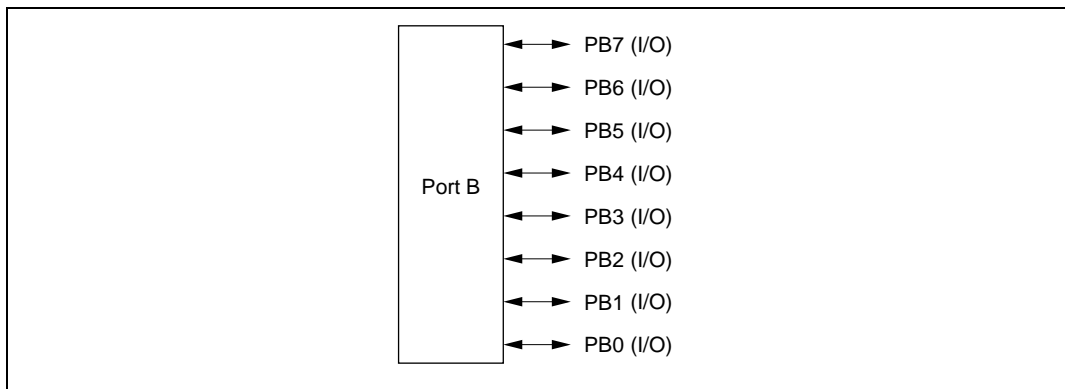 PB7 (I/O)
PB6 (I/O)
PB5 (I/O)
Port B
PB4 (I/O)
PB3 (I/O)
PB2 (I/O)
PB1 (I/O)
PB0 (I/O)